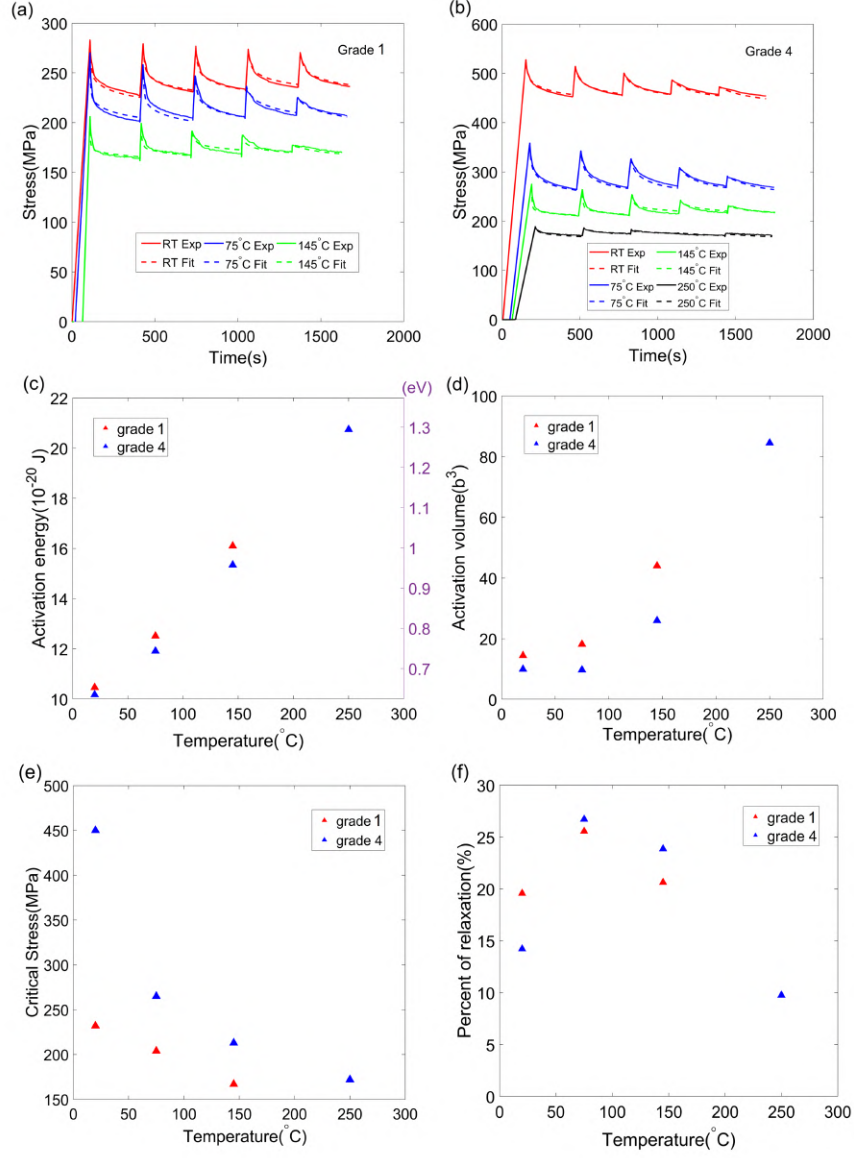 (a)
Grade 1
300
250
200
150
100
50
0
Stress(MPa)
RT Exp 75°C Exp 145°C Exp
RT Fit 75°C Fit 145°C Fit
0 500 1000 1500 2000
Time(s)
(b)
Grade 4
600
500
400
300
200
100
0
Stress(MPa)
RT Exp 145°C Exp
RT Fit 145°C Fit
75°C Exp 250°C Exp
75°C Fit 250°C Fit
0 500 1000 1500 2000
Time(s)
(c)
(eV)
22
20
18
16
14
12
10
Activation energy(10-20 J)
grade 1
grade 4
1.3
1.2
1.1
1
0.9
0.8
0.7
0 50 100 150 200 250 300
Temperature(°C)
(d)
100
80
60
40
20
0
Activation volume(b3)
grade 1
grade 4
0 50 100 150 200 250 300
Temperature(°C)
(e)
500
450
400
350
300
250
200
150
Critical Stress(MPa)
grade 1
grade 4
0 50 100 150 200 250 300
Temperature(°C)
(f)
30
25
20
15
10
5
0
Percent of relaxation(%)
grade 1
grade 4
0 50 100 150 200 250 300
Temperature(°C)